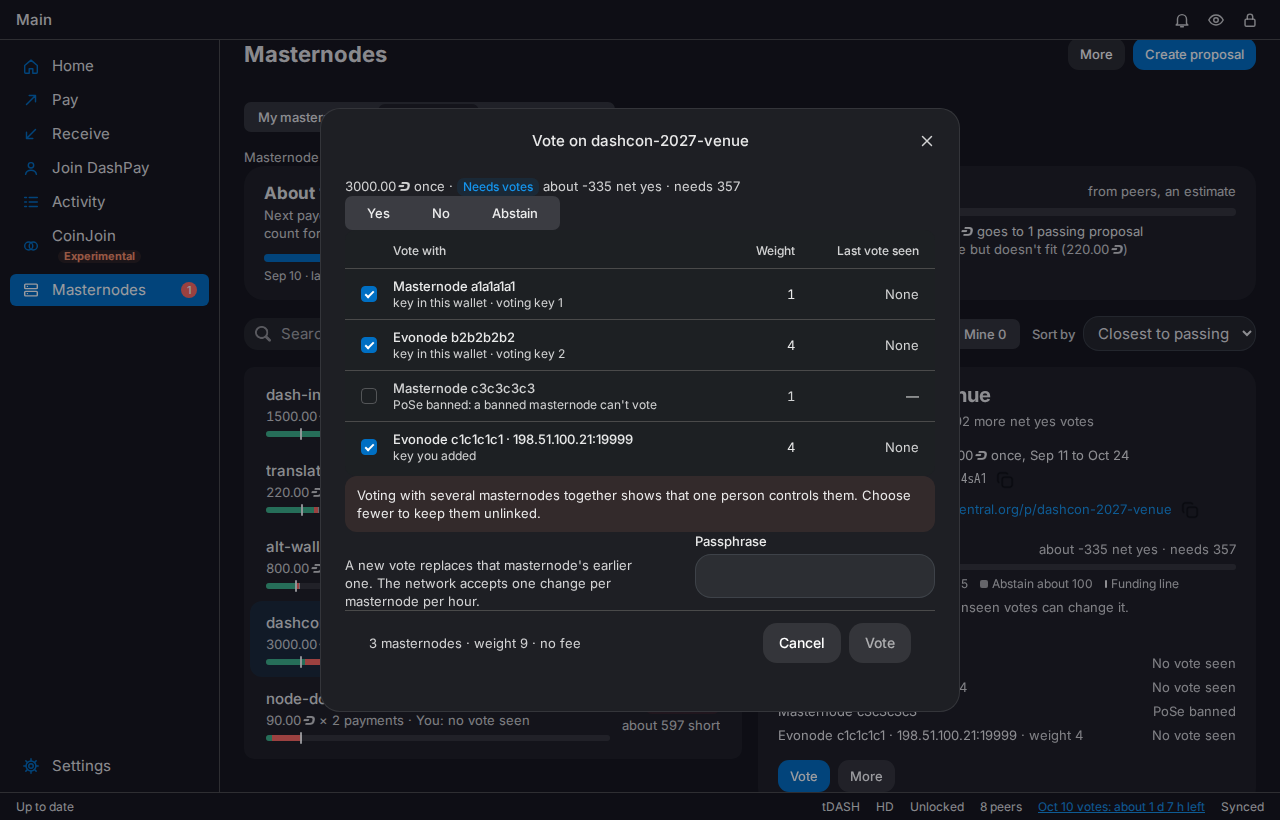 Main
Home
Pay
Receive
Join DashPay
Activity
CoinJoin
Experimental
Masternodes
1
Settings
Masternodes
More
Create proposal
My master
Masternode
About
from peers, an estimate
Next pay
goes to 1 passing proposal
count for
but doesn't fit (220.00)
Sep 10
Mine 0
Sort by
Closest to passing
dash-in
1500.00
translat
220.00
alt-wall
800.00
dashco
3000.00
node-do
90.00 × 2 payments · You: no vote seen
about 597 short
more net yes votes
once, Sep 11 to Oct 24
4sA1
entral.org/p/dashcon-2027-venue
about -335 net yes · needs 357
Abstain about 100
Funding line
votes can change it.
No vote seen
No vote seen
PoSe banned
Evonode c1c1c1c1 · 198.51.100.21:19999 · weight 4
No vote seen
Vote
More
Vote on dashcon-2027-venue
3000.00 once · Needs votes about -335 net yes · needs 357
Yes
No
Abstain
Vote with
Weight
Last vote seen
Masternode a1a1a1a1
key in this wallet · voting key 1
1
None
Evonode b2b2b2b2
key in this wallet · voting key 2
4
None
Masternode c3c3c3c3
PoSe banned: a banned masternode can't vote
1
—
Evonode c1c1c1c1 · 198.51.100.21:19999
key you added
4
None
Voting with several masternodes together shows that one person controls them. Choose
fewer to keep them unlinked.
Passphrase
A new vote replaces that masternode's earlier
one. The network accepts one change per
masternode per hour.
3 masternodes · weight 9 · no fee
Cancel
Vote
Up to date
tDASH
HD
Unlocked
8 peers
Oct 10 votes: about 1 d 7 h left
Synced